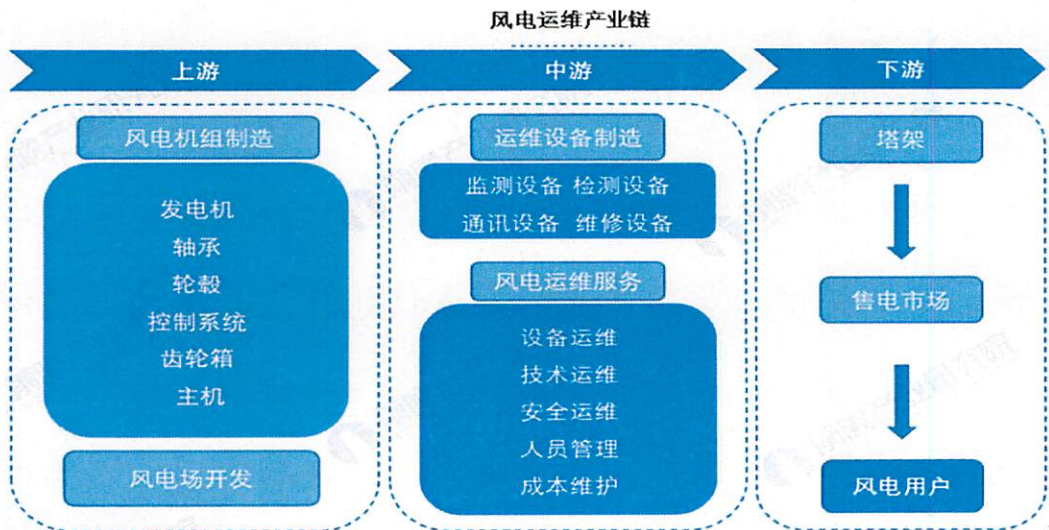 风电运维产业链
上游
中游
下游
风电机组制造
发电机
轴承
轮毂
控制系统
齿轮箱
主机
风电场开发
运维设备制造
监测设备 检测设备
通讯设备 维修设备
风电运维服务
设备运维
技术运维
安全运维
人员管理
成本维护
塔架
售电市场
风电用户